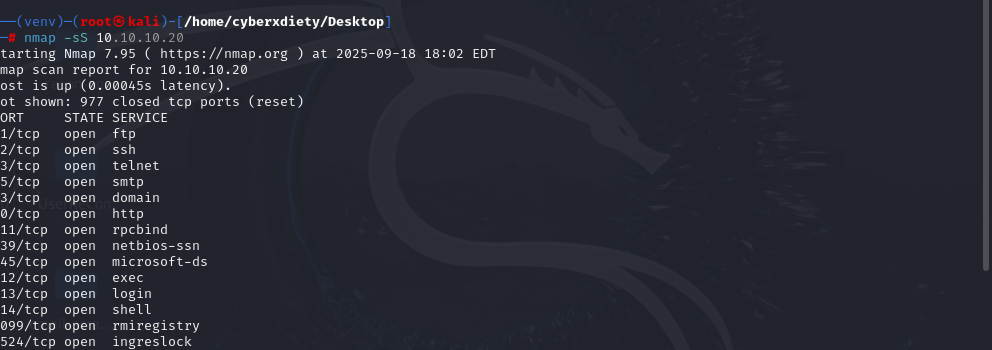 ─(venv)─(root㉿kali)-[/home/cyberxdiety/Desktop]
─# nmap -sS 10.10.10.20
tarting Nmap 7.95 ( https://nmap.org ) at 2025-09-18 18:02 EDT
map scan report for 10.10.10.20
ost is up (0.00045s latency).
ot shown: 977 closed tcp ports (reset)
ORT     STATE SERVICE
1/tcp   open  ftp
2/tcp   open  ssh
3/tcp   open  telnet
5/tcp   open  smtp
3/tcp   open  domain
0/tcp   open  http
11/tcp  open  rpcbind
39/tcp  open  netbios-ssn
45/tcp  open  microsoft-ds
12/tcp  open  exec
13/tcp  open  login
14/tcp  open  shell
099/tcp open  rmiregistry
524/tcp open  ingreslock